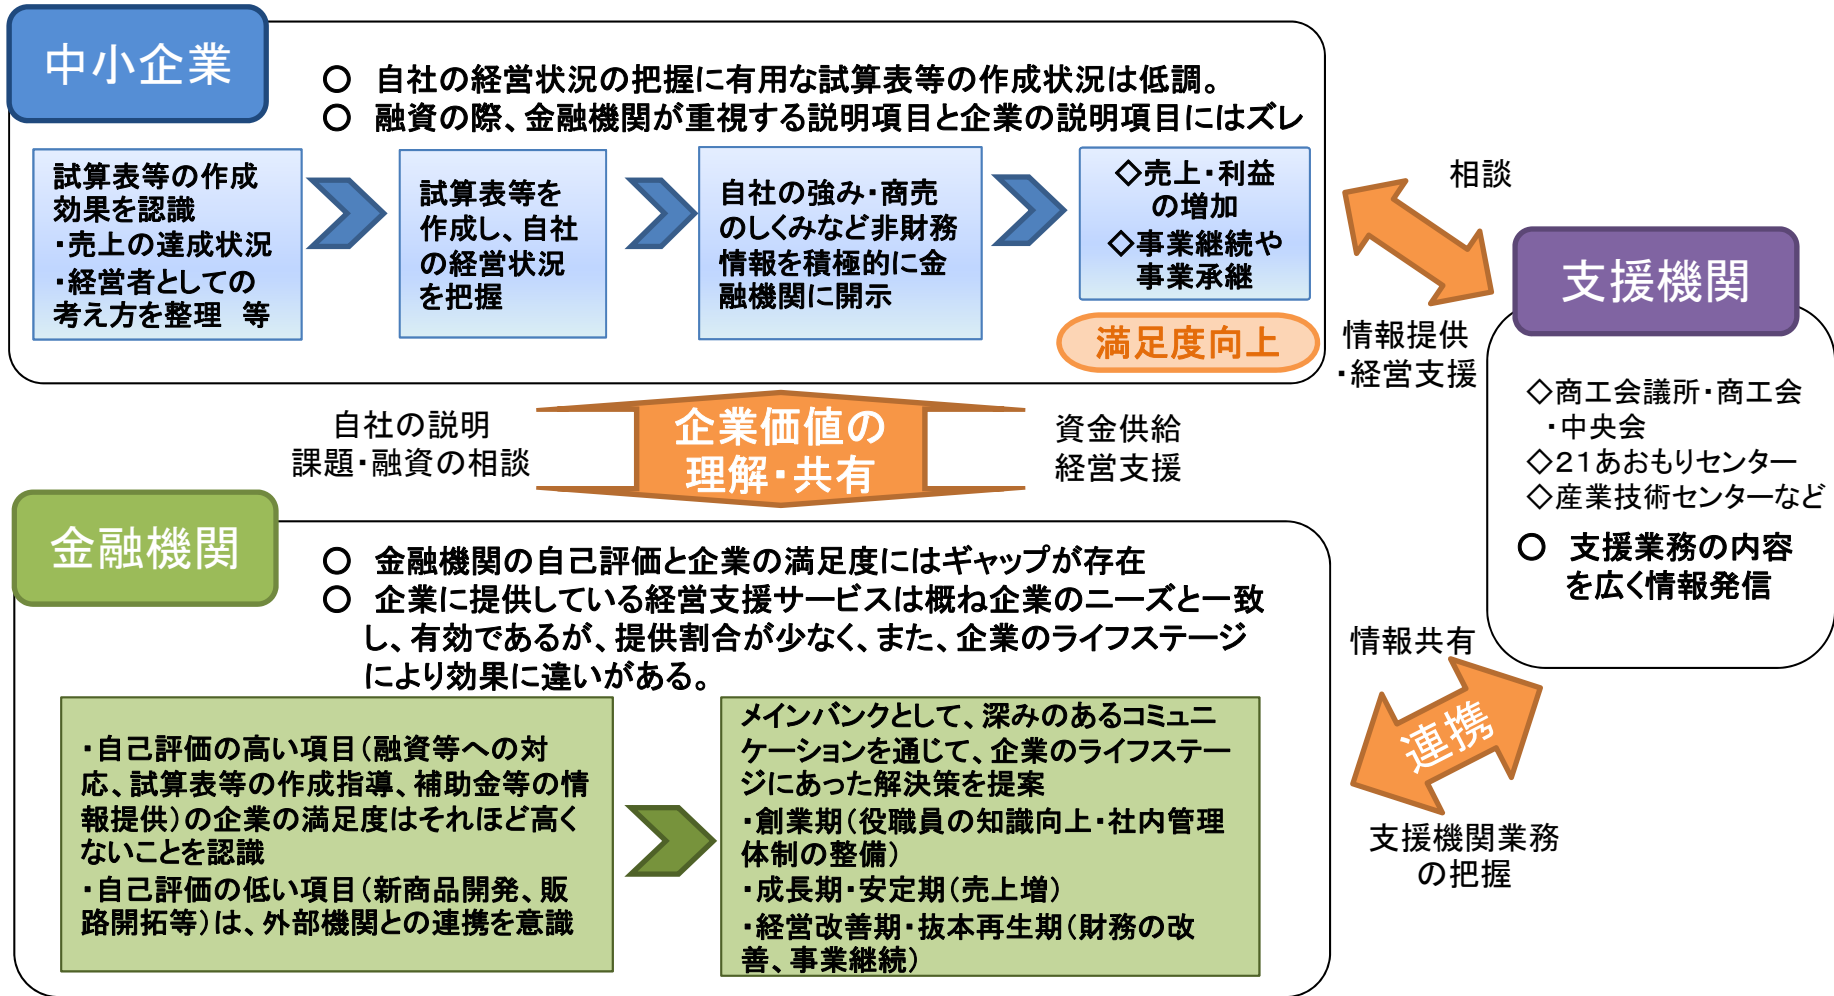 中小企業
○ 自社の経営状況の把握に有用な試算表等の作成状況は低調。
○ 融資の際、金融機関が重視する説明項目と企業の説明項目にはズレ
試算表等の作成
効果を認識
・売上の達成状況
・経営者としての
考え方を整理 等
試算表等を
作成し、自社
の経営状況
を把握
自社の強み・商売
のしくみなど非財務
情報を積極的に金
融機関に開示
◇売上・利益
の増加
◇事業継続や
事業承継
満足度向上
相談
情報提供
・経営支援
支援機関
◇商工会議所・商工会
・中央会
◇21あおもりセンター
◇産業技術センターなど
○ 支援業務の内容
を広く情報発信
自社の説明
課題・融資の相談
企業価値の
理解・共有
資金供給
経営支援
金融機関
○ 金融機関の自己評価と企業の満足度にはギャップが存在
○ 企業に提供している経営支援サービスは概ね企業のニーズと一致
し、有効であるが、提供割合が少なく、また、企業のライフステージ
により効果に違いがある。
・自己評価の高い項目(融資等への対
応、試算表等の作成指導、補助金等の情
報提供)の企業の満足度はそれほど高く
ないことを認識
・自己評価の低い項目(新商品開発、販
路開拓等)は、外部機関との連携を意識
メインバンクとして、深みのあるコミュニ
ケーションを通じて、企業のライフステー
ジにあった解決策を提案
・創業期(役職員の知識向上・社内管理
体制の整備)
・成長期・安定期(売上増)
・経営改善期・抜本再生期(財務の改
善、事業継続)
情報共有
連携
支援機関業務
の把握